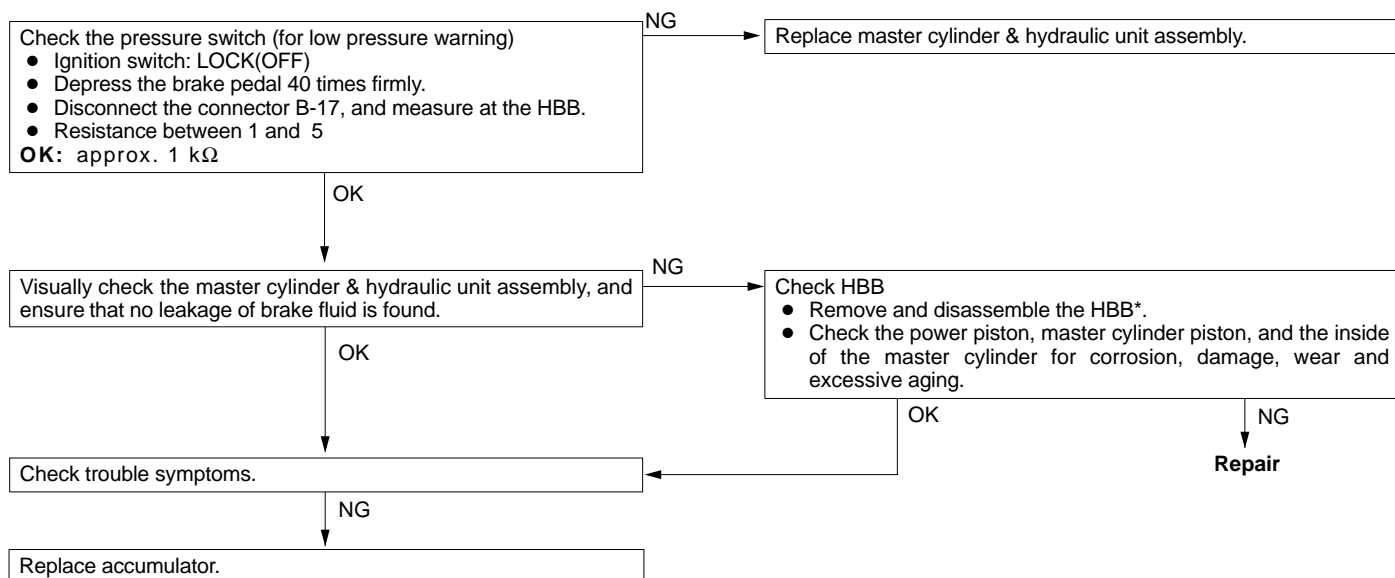 Check the pressure switch (for low pressure warning)
● Ignition switch: LOCK(OFF)
● Depress the brake pedal 40 times firmly.
● Disconnect the connector B-17, and measure at the HBB.
● Resistance between 1 and 5
OK: approx. 1 kΩ
NG
Replace master cylinder & hydraulic unit assembly.
OK
Visually check the master cylinder & hydraulic unit assembly, and
ensure that no leakage of brake fluid is found.
NG
Check HBB
● Remove and disassemble the HBB*.
● Check the power piston, master cylinder piston, and the inside
of the master cylinder for corrosion, damage, wear and
excessive aging.
OK
OK
NG
Repair
Check trouble symptoms.
NG
Replace accumulator.